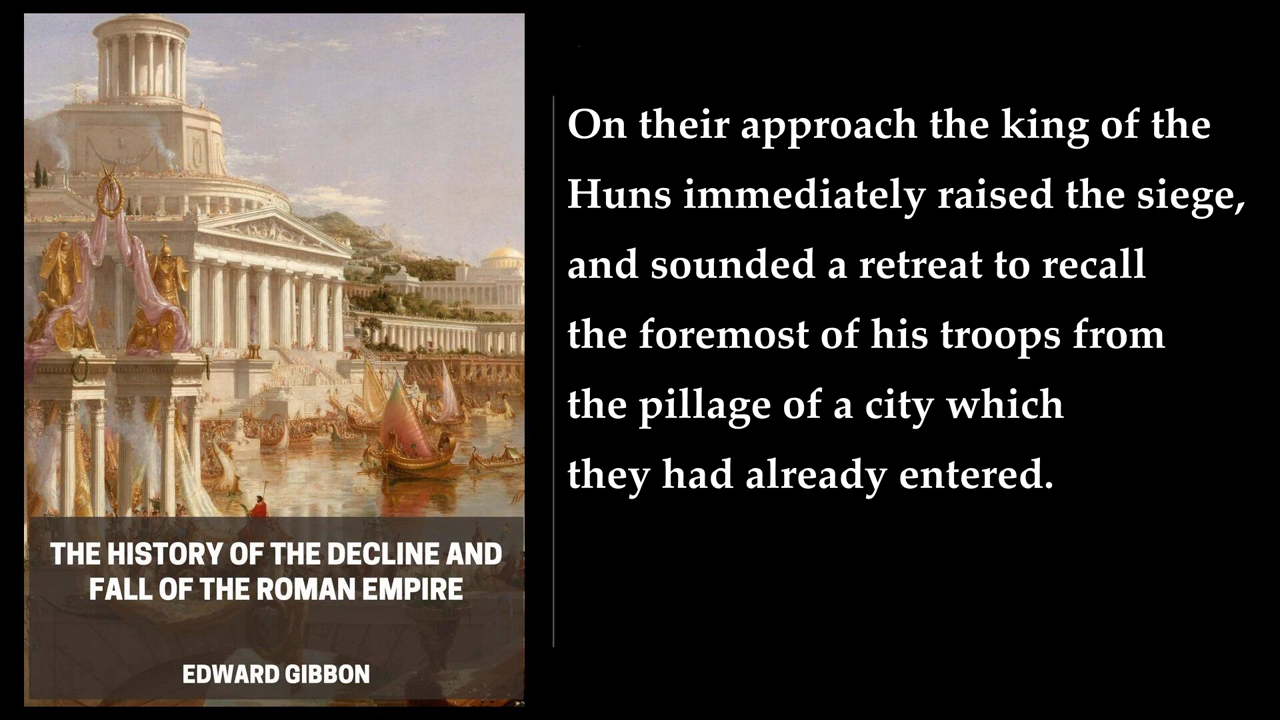 THE HISTORY OF THE DECLINE AND
FALL OF THE ROMAN EMPIRE
EDWARD GIBBON
On their approach the king of the
Huns immediately raised the siege,
and sounded a retreat to recall
the foremost of his troops from
the pillage of a city which
they had already entered.